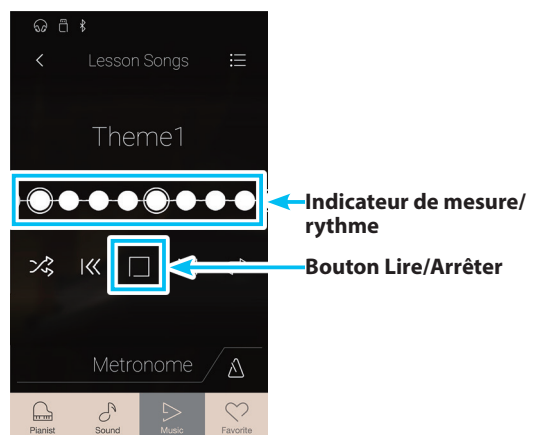 Lesson Songs
Theme1
Indicateur de mesure/
rythme
Bouton Lire/Arrêter
Metronome
Pianist Sound Music Favorite